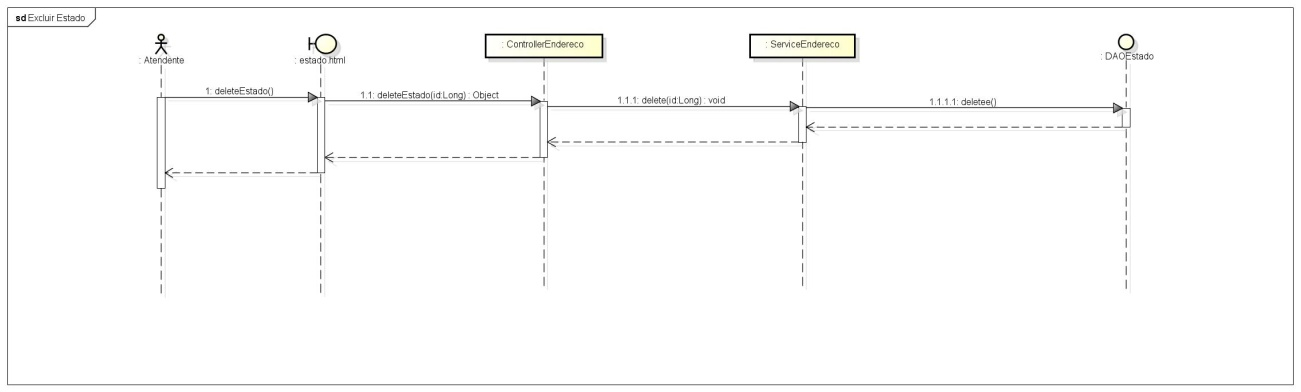 sd Excluir Estado
: Atendente
: estado.html
: ControllerEndereco
: ServiceEndereco
: DAOEstado
1: deleteEstado()
1.1: deleteEstado(id:Long) : Object
1.1.1: delete(id:Long) : void
1.1.1.1: deletee()